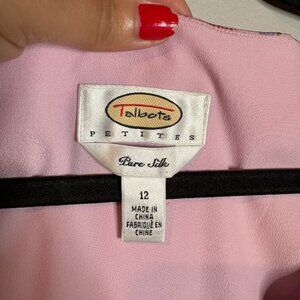 Talbots
PETITES
Pure Silk
12
MADE IN
CHINA
FABRIQUÉ EN
CHINE